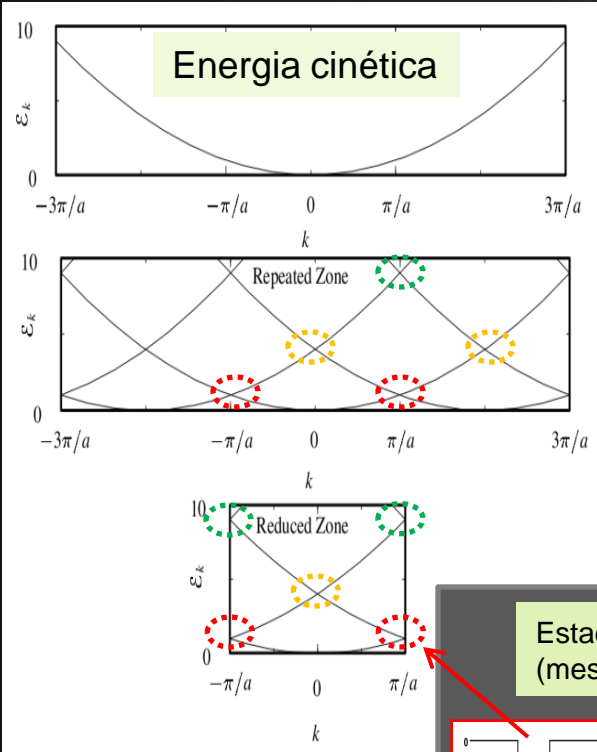 10
Energia cinética
ε_k
0
−3π/a −π/a 0 π/a 3π/a
k
10
Repeated Zone
ε_k
0
−3π/a −π/a 0 π/a 3π/a
k
10
Reduced Zone
ε_k
0
−π/a 0 π/a
k
(mes
0